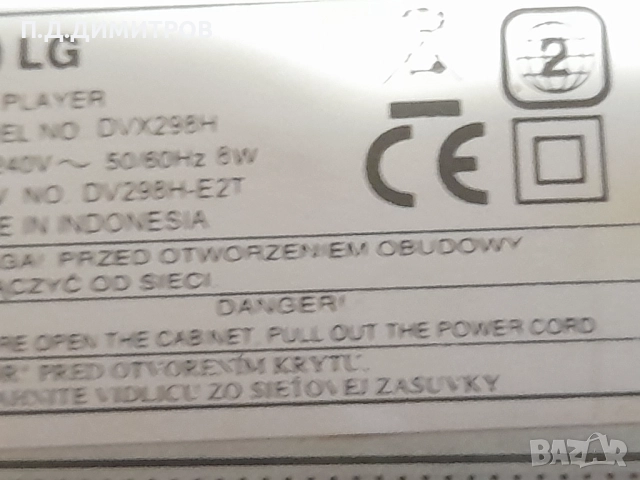 П.Д.ДИМИТРОВ
LG
PLAYER
EL NO. DVX298H
240V~ 50/60Hz 8W
NO. DV298H-E2T
E IN INDONESIA
2
CE
GA! PRZED OTWORZENIEM OBUDOWY
ĄCZYĆ OD SIECI.
DANGER!
RE OPEN THE CABINET, PULL OUT THE POWER CORD
R" PRED OTVORENÍM KRYTU,
AHNITE VIDLICU ZO SIEŤOVEJ ZÁSUVKY
BAZAR